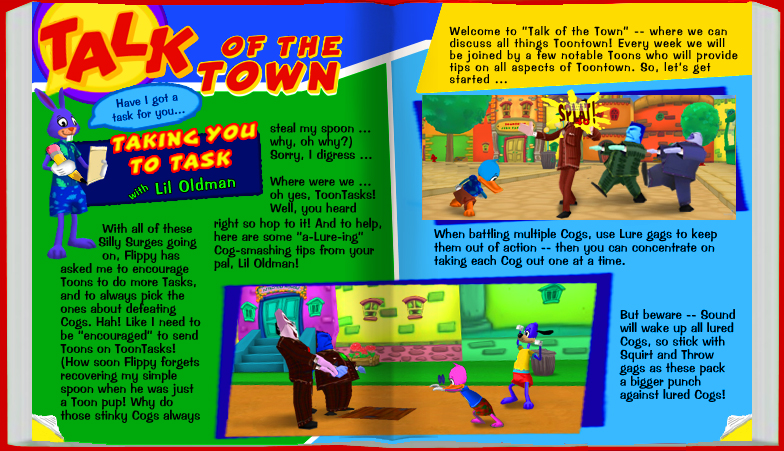 TALK
OF THE
TOWN
Have I got a
task for you...
TAKING YOU
TO TASK
with Lil Oldman
With all of these
Silly Surges going
on, Flippy has
asked me to encourage
Toons to do more Tasks,
and to always pick the
ones about defeating
Cogs. Hah! Like I need to
be "encouraged" to send
Toons on ToonTasks!
(How soon Flippy forgets
recovering my simple
spoon when he was just
a Toon pup! Why do
those stinky Cogs always
steal my spoon ...
why, oh why?)
Sorry, I digress ...
Where were we ...
oh yes, ToonTasks!
Well, you heard
right so hop to it! And to help,
here are some "a-Lure-ing"
Cog-smashing tips from your
pal, Lil Oldman!
Welcome to "Talk of the Town" -- where we can
discuss all things Toontown! Every week we will
be joined by a few notable Toons who will provide
tips on all aspects of Toontown. So, let's get
started ...
SPLAT!
When battling multiple Cogs, use Lure gags to keep
them out of action -- then you can concentrate on
taking each Cog out one at a time.
But beware -- Sound
will wake up all lured
Cogs, so stick with
Squirt and Throw
gags as these pack
a bigger punch
against lured Cogs!